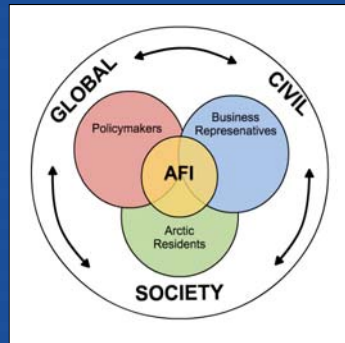 GLOBAL
CIVIL
Policymakers
Business
Represenatives
AFI
Arctic
Residents
SOCIETY